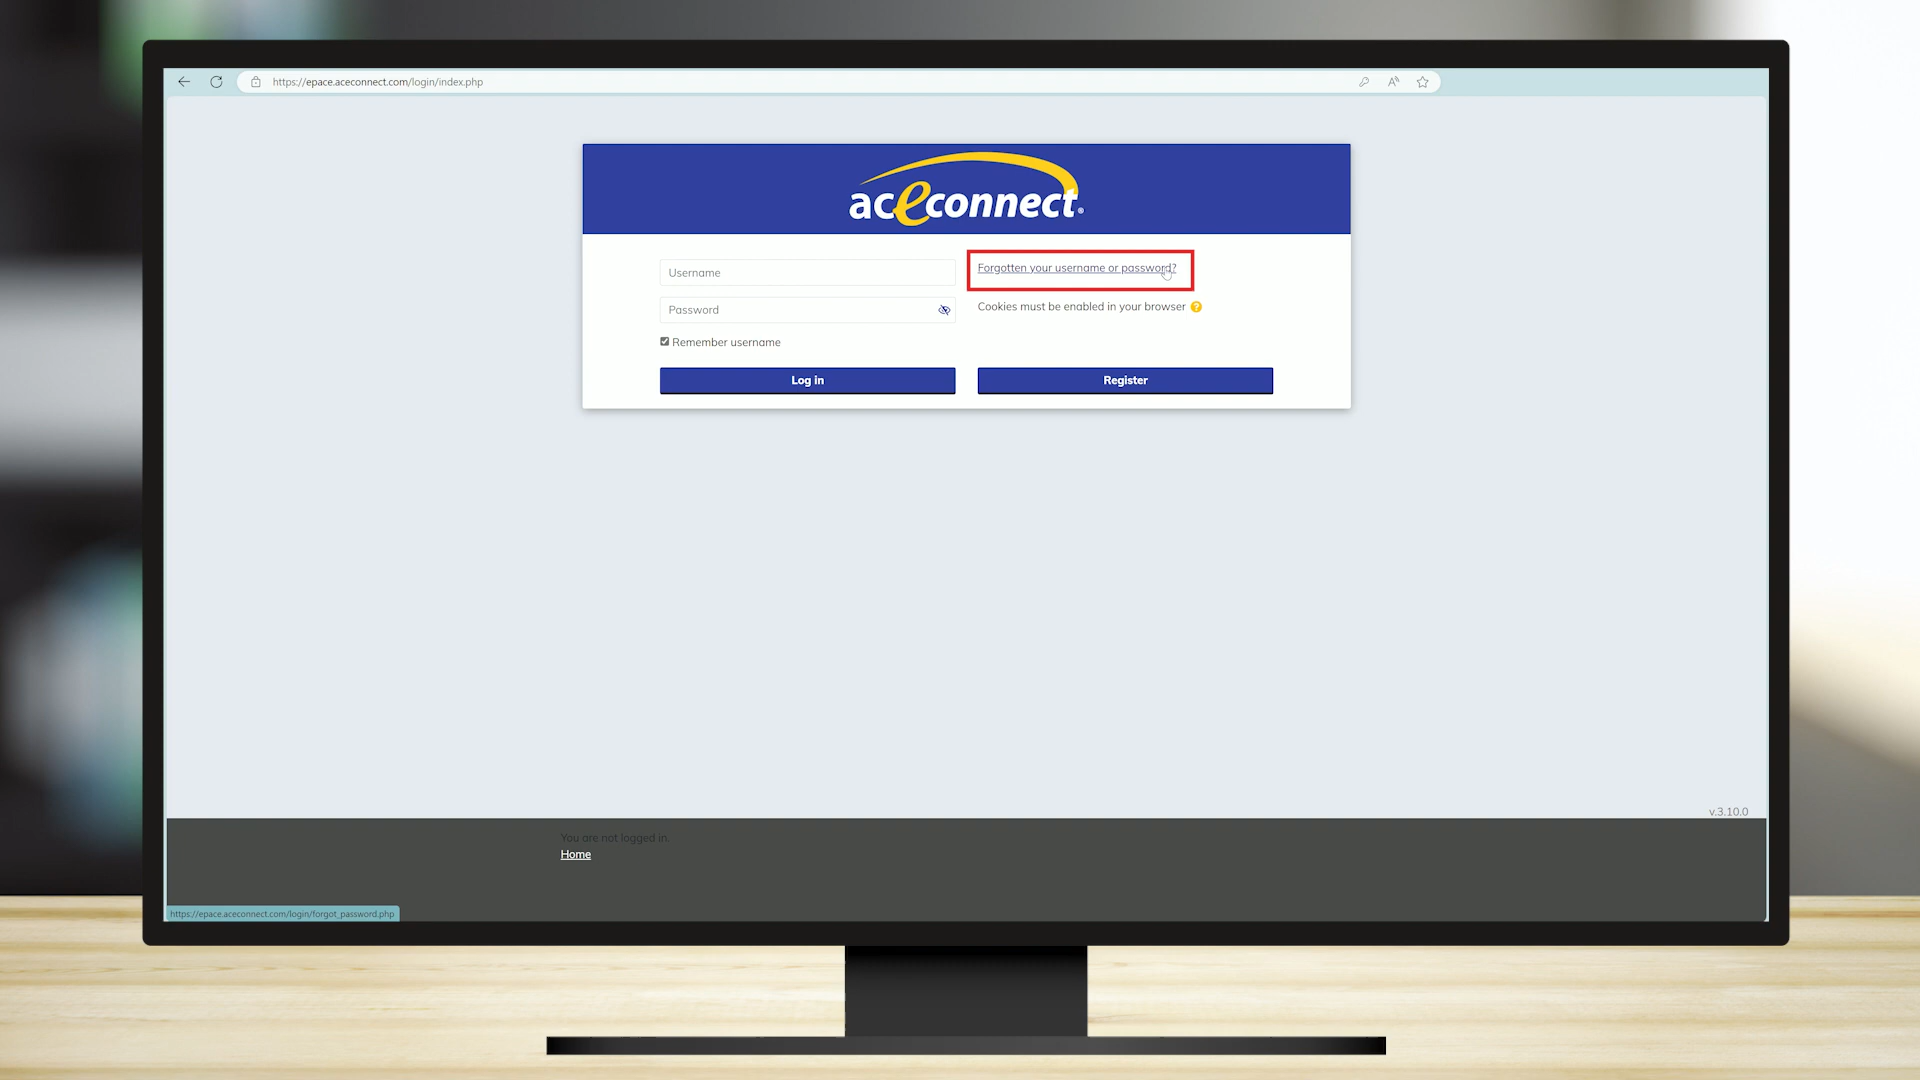 https://epace.aceconnect.com/login/index.php
aceconnect®
Username
Forgotten your username or password?
Password
Cookies must be enabled in your browser
Remember username
Log in
Register
v.3.10.0
You are not logged in.
Home
https://epace.aceconnect.com/login/forgot_password.php